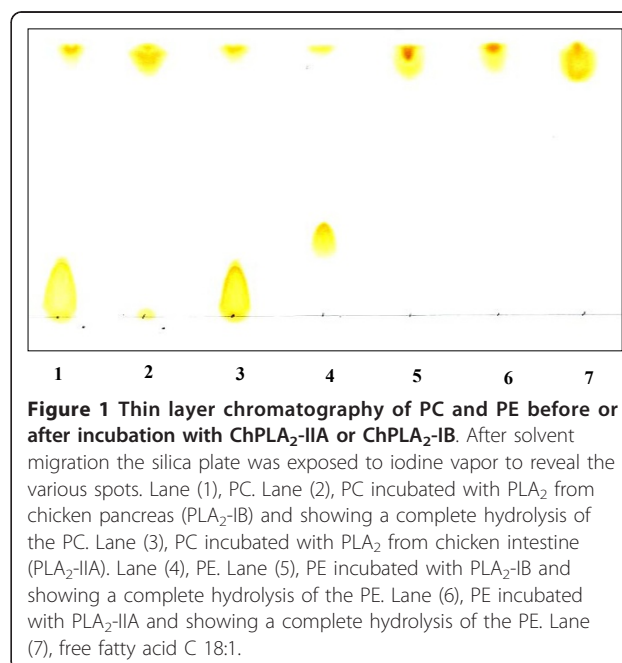 1 2 3 4 5 6 7
Figure 1 Thin layer chromatography of PC and PE before or
after incubation with ChPLA₂-IIA or ChPLA₂-IB. After solvent
migration the silica plate was exposed to iodine vapor to reveal the
various spots. Lane (1), PC. Lane (2), PC incubated with PLA₂ from
chicken pancreas (PLA₂-IB) and showing a complete hydrolysis of
the PC. Lane (3), PC incubated with PLA₂ from chicken intestine
(PLA₂-IIA). Lane (4), PE. Lane (5), PE incubated with PLA₂-IB and
showing a complete hydrolysis of the PE. Lane (6), PE incubated
with PLA₂-IIA and showing a complete hydrolysis of the PE. Lane
(7), free fatty acid C 18:1.